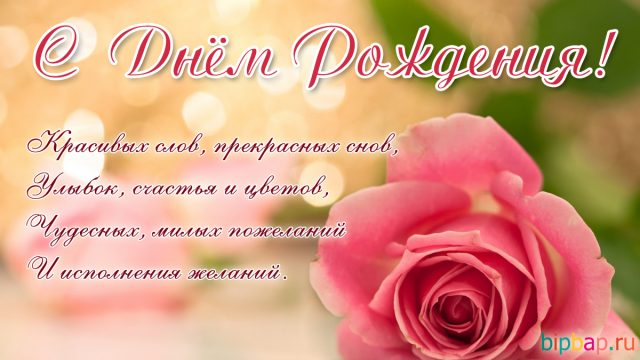 С Днём Рождения!
Красивых слов, прекрасных снов,
Улыбок, счастья и цветов,
Чудесных, милых пожеланий
И исполнения желаний.
bipbap.ru